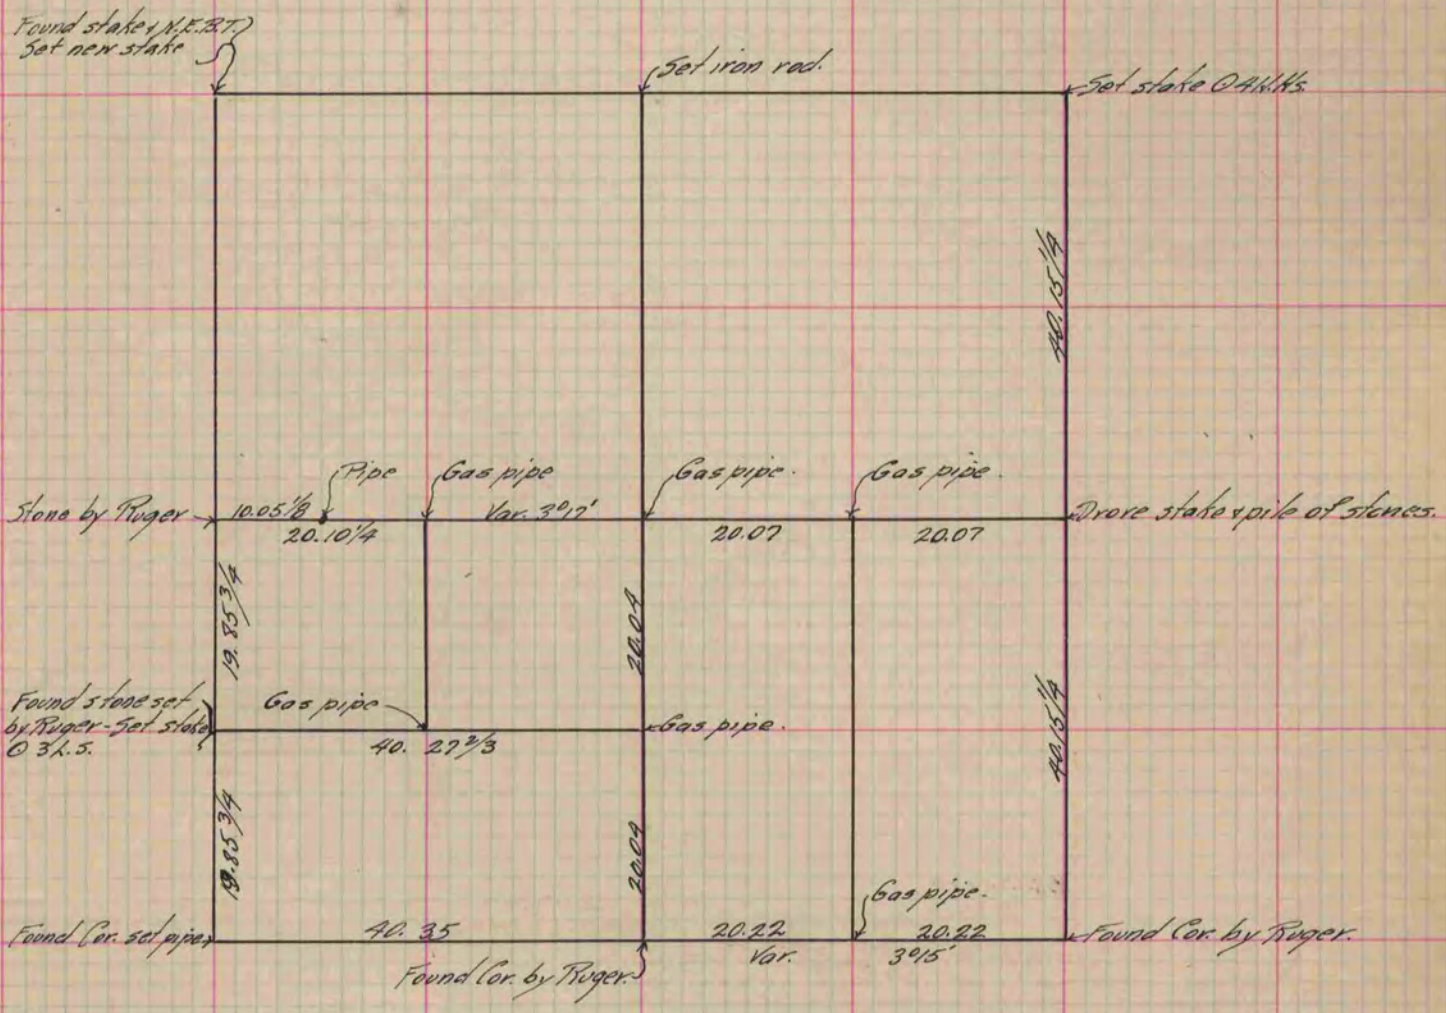 Found stake & N.E.B.T.
Set new stake
Set iron rod.
Set stake ⊙ 4 W.Hs.
40.15 1/4
Pipe
Gas pipe
Gas pipe.
Gas pipe.
Stone by Ruger
10.05 1/8
Var. 3°17'
Drove stake & pile of stones.
20.10 1/4
20.07
20.07
19.85 3/4
20.04
Found stone set
by Ruger - Set stake
⊙ 3 L.S.
Gas pipe
Gas pipe.
40. 27 2/3
40.15 1/4
19.85 3/4
20.04
Gas pipe.
Found Cor. set pipe
40.35
20.22
20.22
Found Cor. by Ruger.
Var. 3°15'
Found Cor. by Ruger.